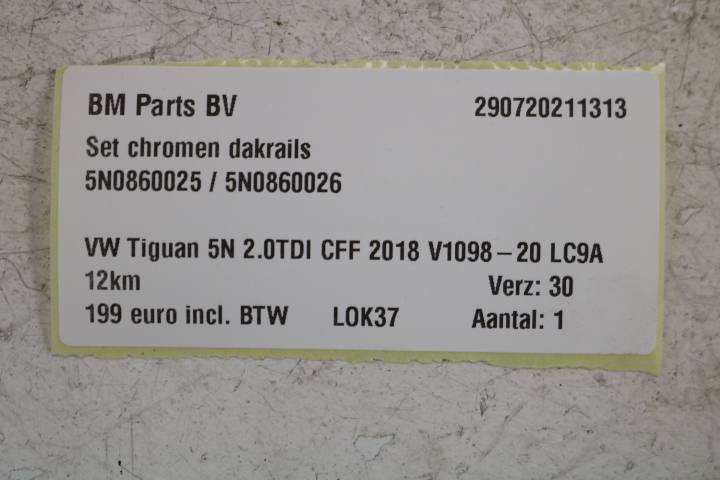 BM Parts BV 290720211313
Set chromen dakrails
5N0860025 / 5N0860026
VW Tiguan 5N 2.0TDI CFF 2018 V1098-20 LC9A
12km Verz: 30
199 euro incl. BTW LOK37 Aantal: 1